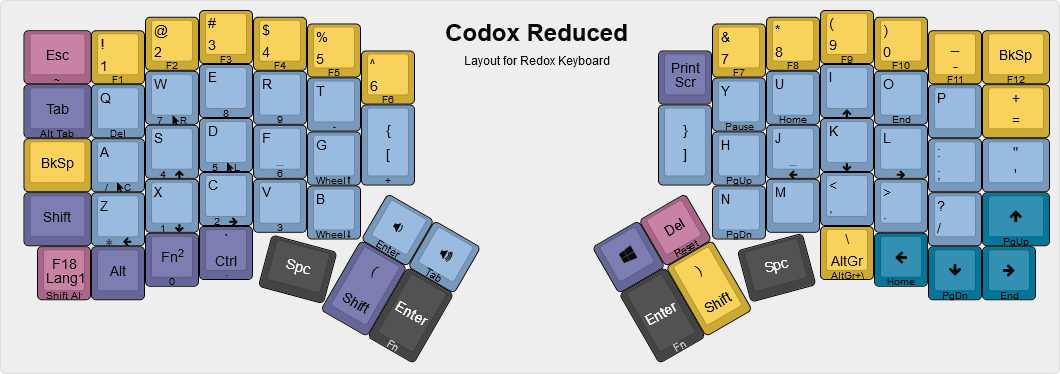 Codox Reduced
Layout for Redox Keyboard
Esc
~
!
1
F1
@
2
F2
#
3
F3
$
4
F4
%
5
F5
^
6
F6
Tab
Alt Tab
Q
Del
W
7 R
E
8
R
9
T
-
{
[
+
BkSp
A
/ C
S
4 ↑
D
5 L
F
_
6
G
Wheel↑
Shift
Z
* ←
X
1 ↓
C
2 →
V
3
B
Wheel↓
F18
Lang1
Shift Al
Alt
Fn2
0
`
Ctrl
.
Spc
(
Shift
Enter
Fn
Enter
Tab
Print
Scr
&
7
F7
*
8
F8
(
9
F9
)
0
F10
_
-
F11
BkSp
F12
}
]
Y
Pause
U
Home
I
↑
O
End
P
+
=
H
PgUp
J
_
←
K
↓
L
→
:
;
"
'
N
PgDn
M
<
,
>
.
?
/
↑
PgUp
Del
Reset
)
Shift
Enter
Fn
Spc
\
AltGr
AltGr+\
←
Home
↓
PgDn
→
End